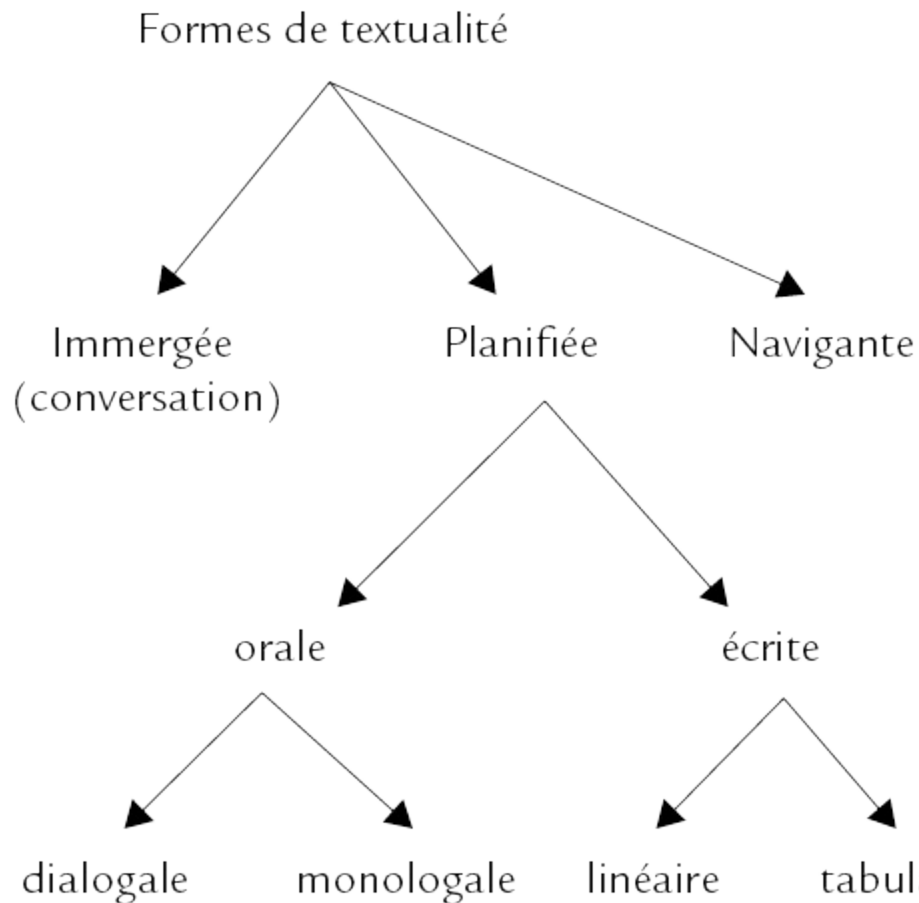 Formes de textualité
Immergée Planifiée Navigante
(conversation)
orale écrite
dialogale monologale linéaire tabul